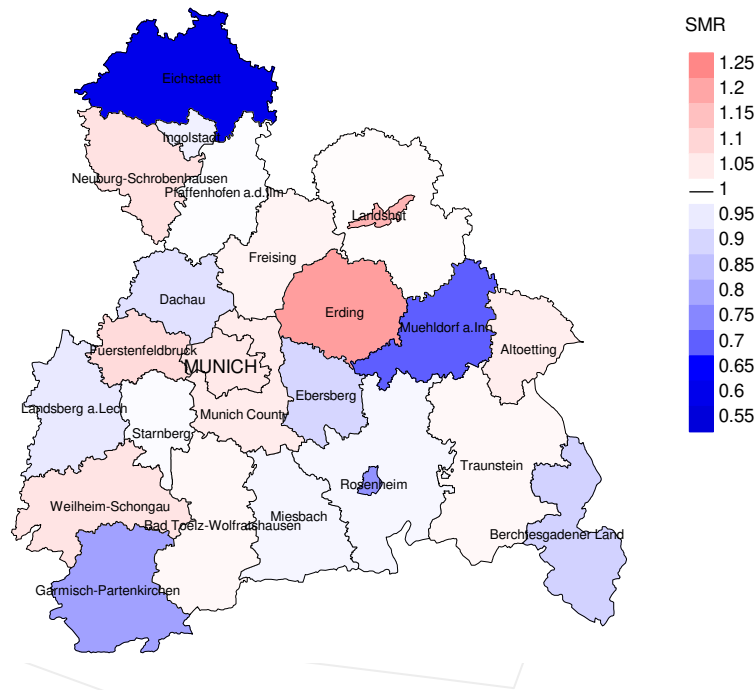 SMR
1.25
1.2
1.15
1.1
1.05
1
0.95
0.9
0.85
0.8
0.75
0.7
0.65
0.6
0.55
Eichstaett
Ingolstadt
Neuburg-Schrobenhausen
Pfaffenhofen a.d.Ilm
Landshut
Freising
Dachau
Erding
Muehldorf a.Inn
Fuerstenfeldbruck
Altoetting
MUNICH
Ebersberg
Landsberg a.Lech
Munich County
Starnberg
Traunstein
Rosenheim
Weilheim-Schongau
Miesbach
Bad Toelz-Wolfratshausen
Berchtesgadener Land
Garmisch-Partenkirchen